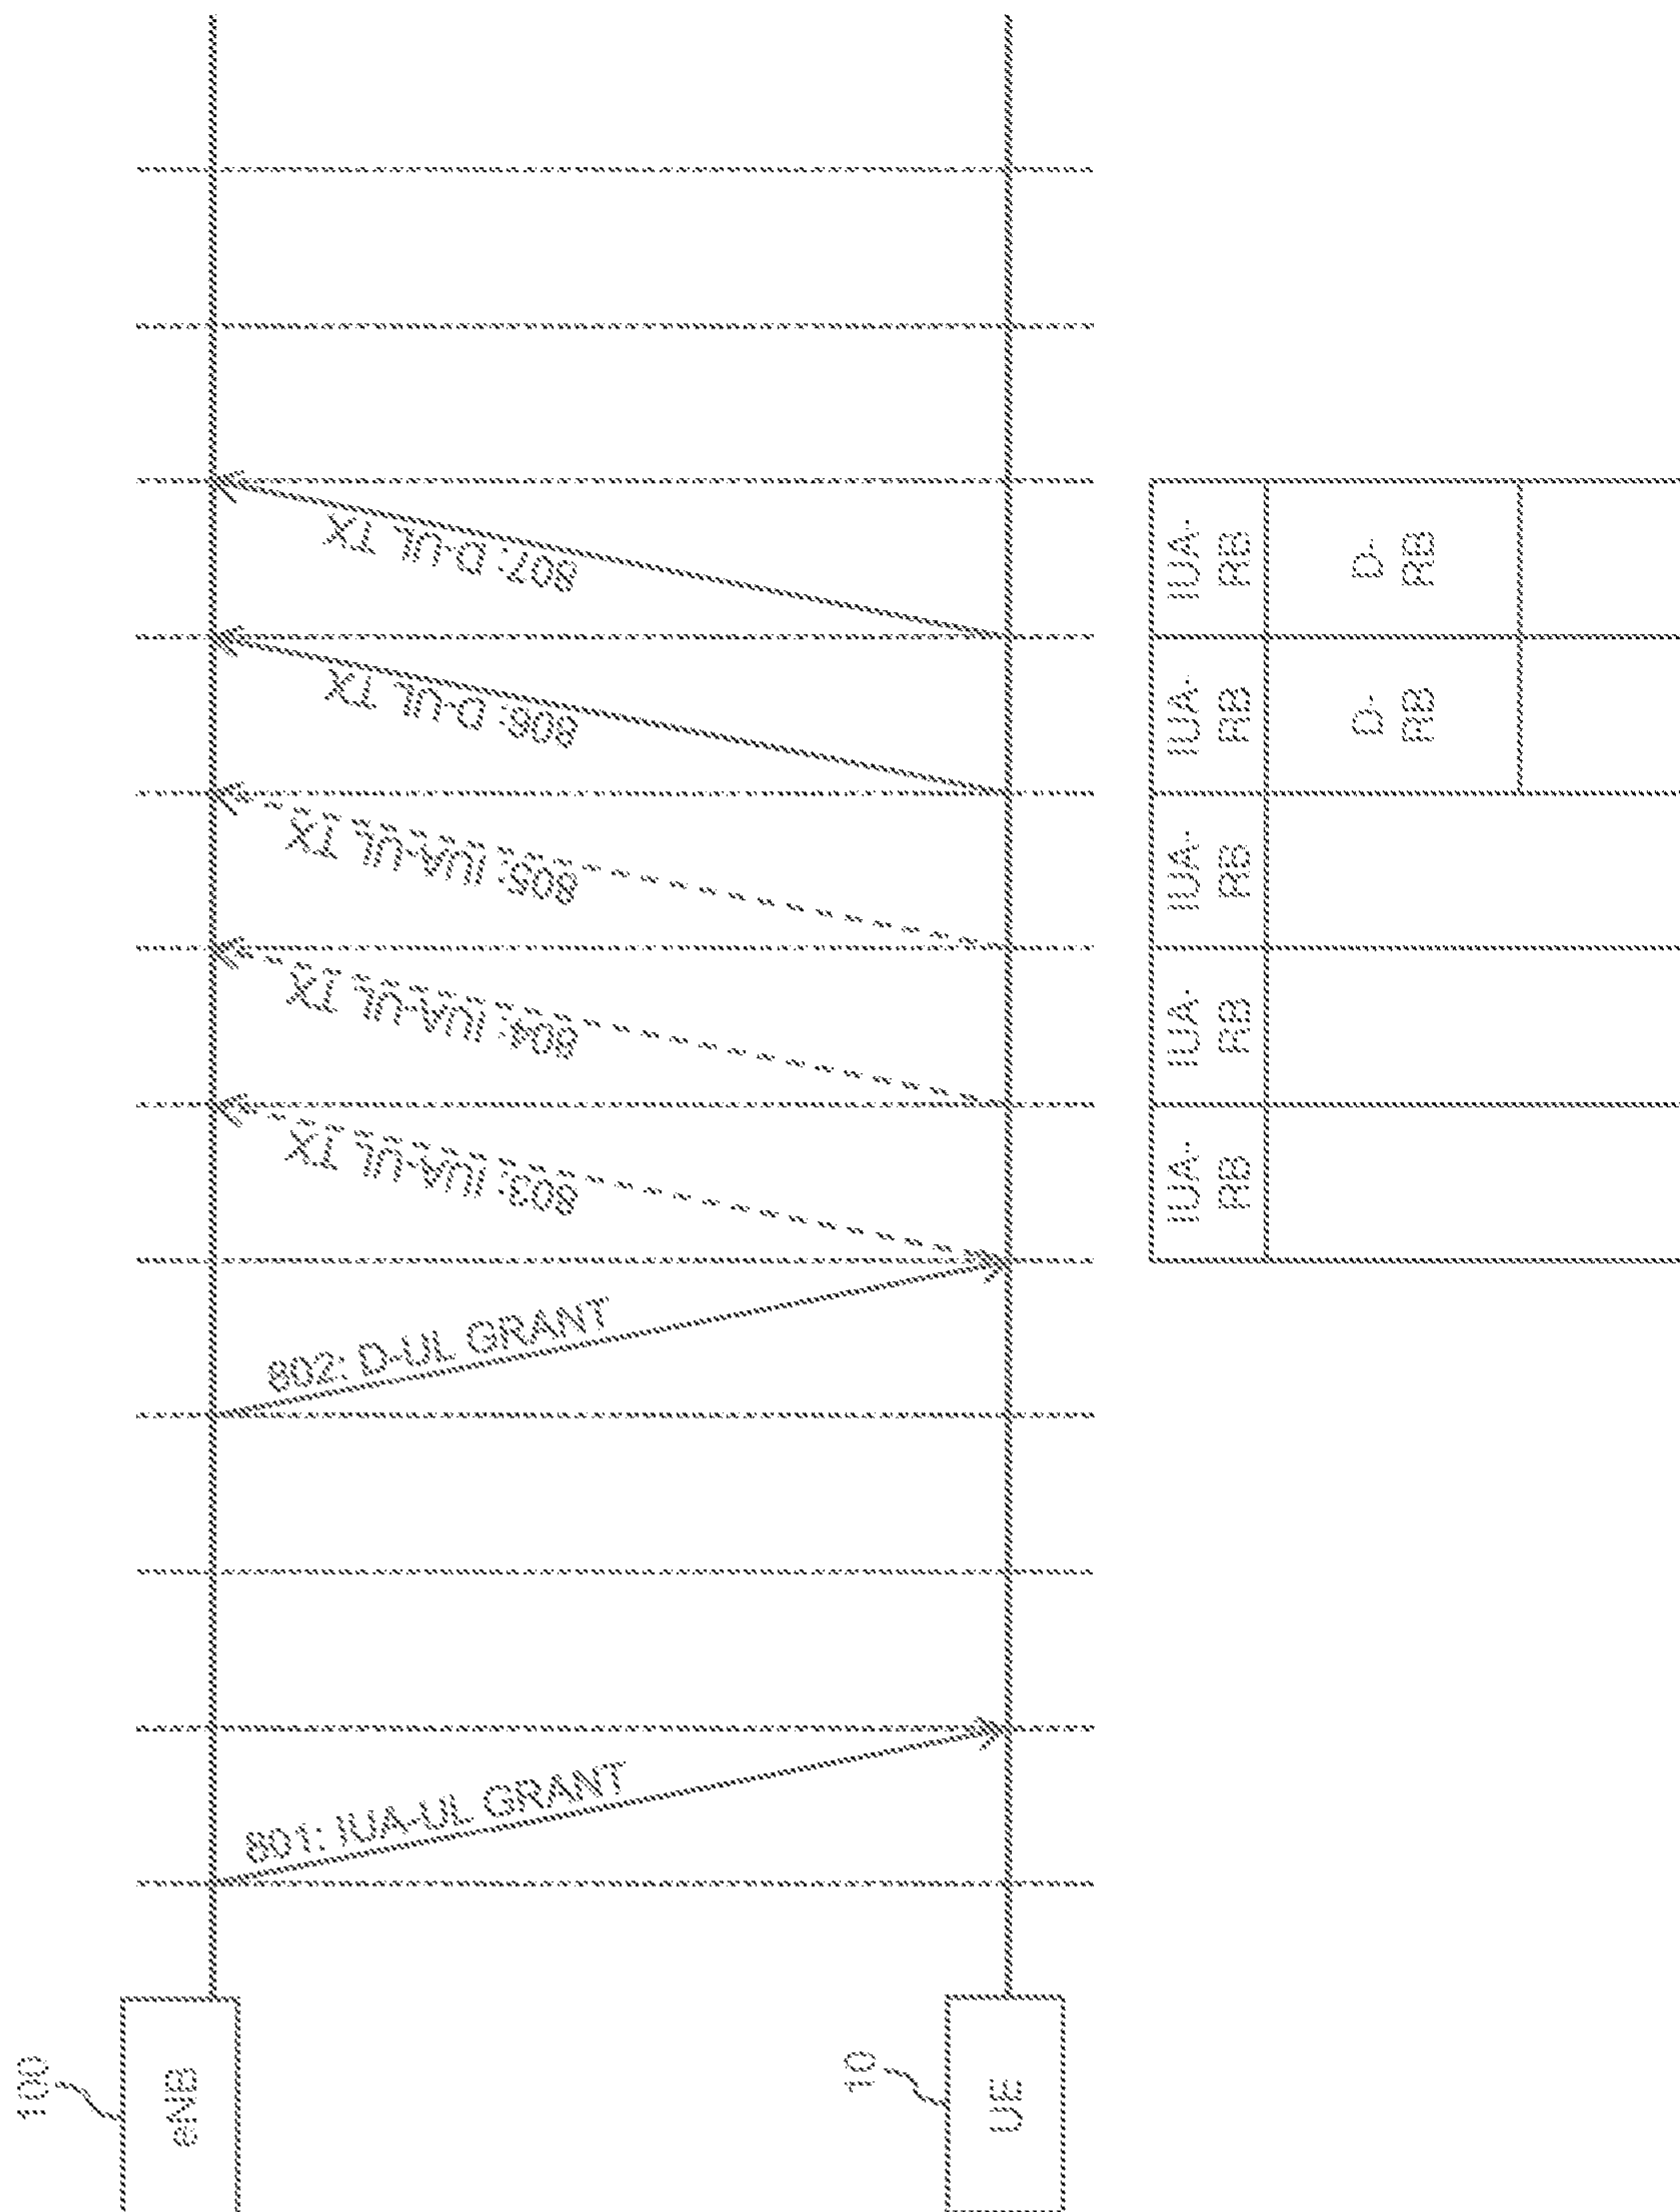 100
eNB
10
UE
801: IUA-UL GRANT
802: D-UL GRANT
803: IUA-UL TX
804: IUA-UL TX
805: IUA-UL TX
806: D-UL TX
807: D-UL TX
IUA-
RB
IUA-
RB
IUA-
RB
IUA-
RB
IUA-
RB
D-
RB
D-
RB